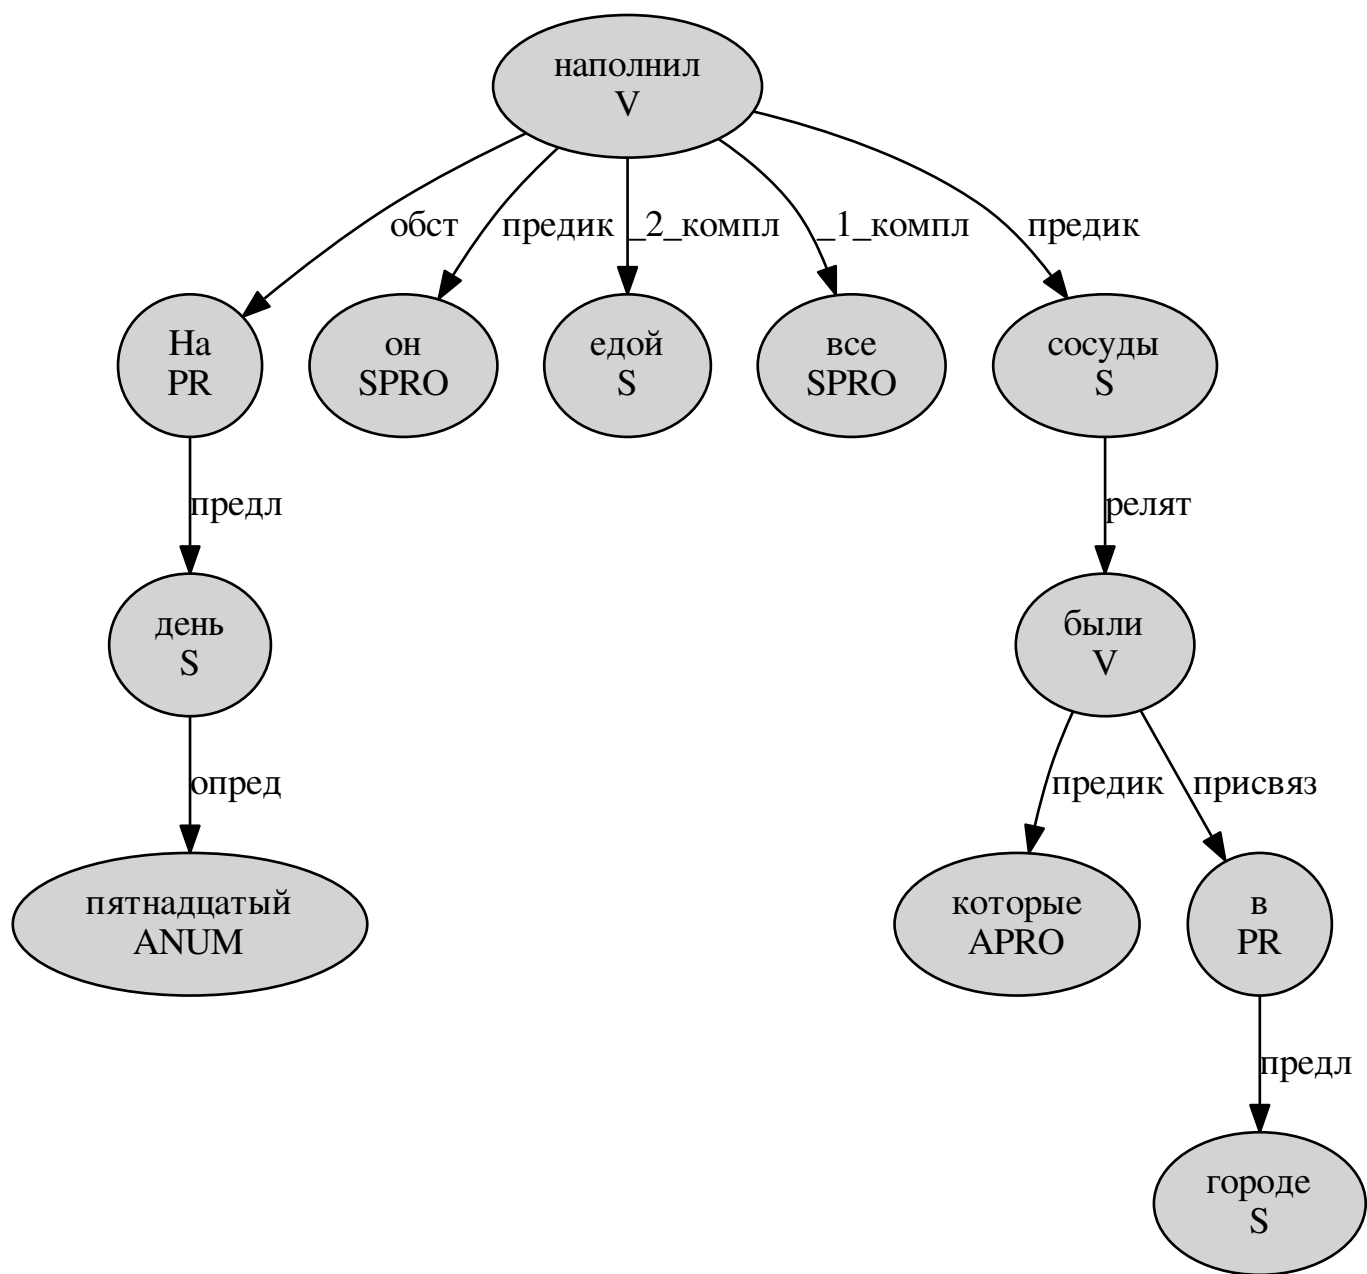 наполнил
V
обст
предик
_2_компл
_1_компл
предик
На
PR
он
SPRO
едой
S
все
SPRO
сосуды
S
предл
релят
день
S
были
V
опред
предик
присвяз
пятнадцатый
ANUM
которые
APRO
в
PR
предл
городе
S